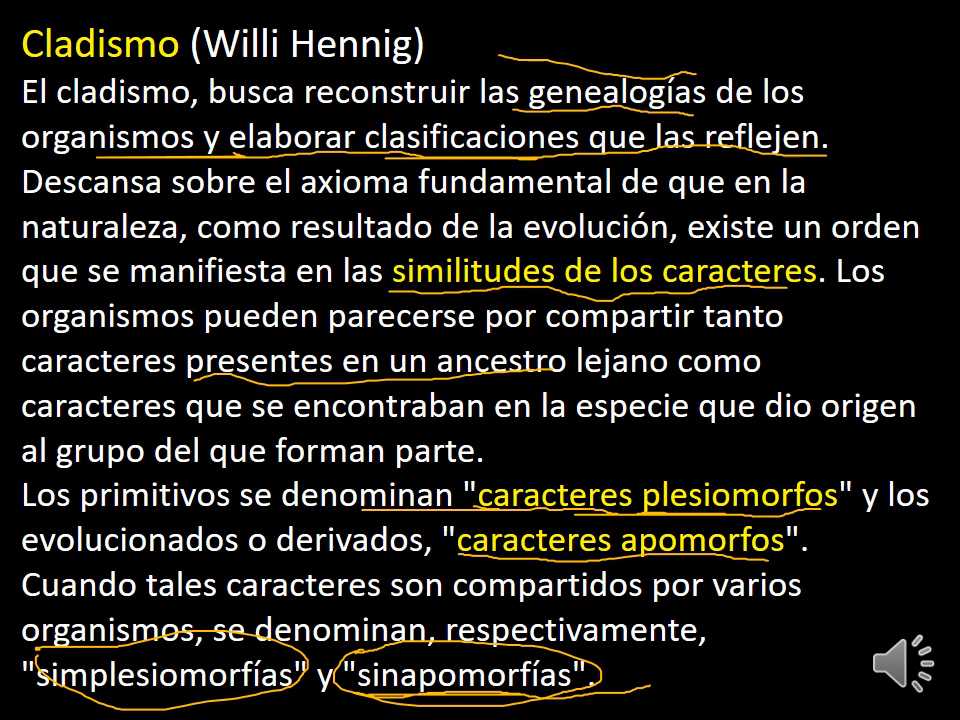 Cladismo (Willi Hennig)
El cladismo, busca reconstruir las genealogías de los
organismos y elaborar clasificaciones que las reflejen.
Descansa sobre el axioma fundamental de que en la
naturaleza, como resultado de la evolución, existe un orden
que se manifiesta en las similitudes de los caracteres. Los
organismos pueden parecerse por compartir tanto
caracteres presentes en un ancestro lejano como
caracteres que se encontraban en la especie que dio origen
al grupo del que forman parte.
Los primitivos se denominan "caracteres plesiomorfos" y los
evolucionados o derivados, "caracteres apomorfos".
Cuando tales caracteres son compartidos por varios
organismos, se denominan, respectivamente,
"simplesiomorfías" y "sinapomorfías".